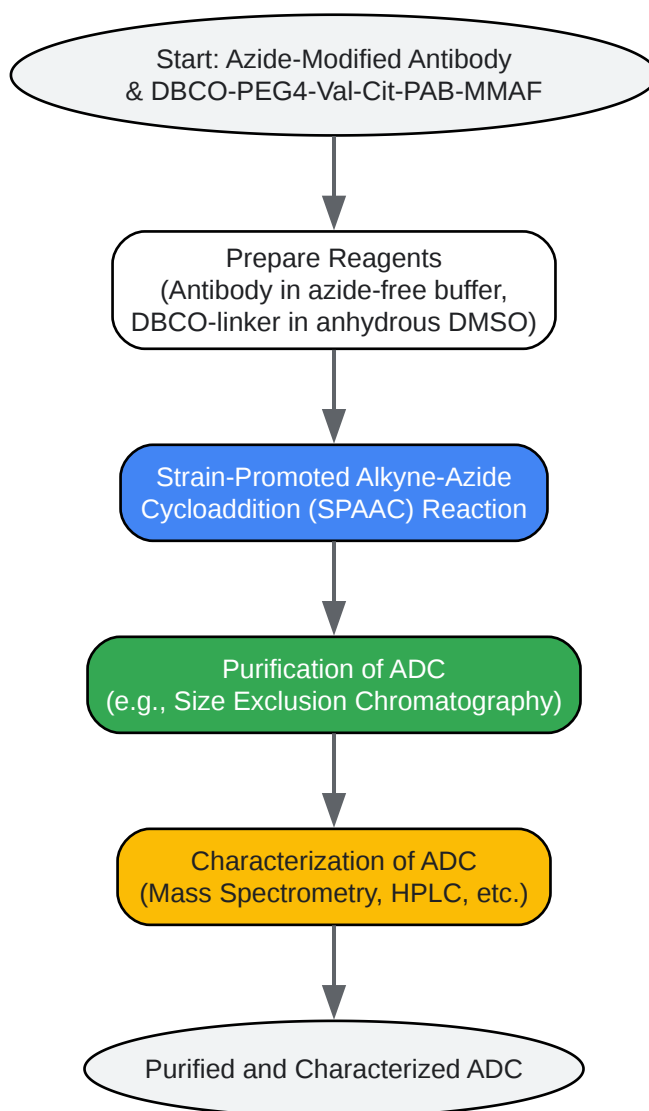 Start: Azide-Modified Antibody
& DBCO-PEG4-Val-Cit-PAB-MMAF
Prepare Reagents
(Antibody in azide-free buffer,
DBCO-linker in anhydrous DMSO)
Strain-Promoted Alkyne-Azide
Cycloaddition (SPAAC) Reaction
Purification of ADC
(e.g., Size Exclusion Chromatography)
Characterization of ADC
(Mass Spectrometry, HPLC, etc.)
Purified and Characterized ADC